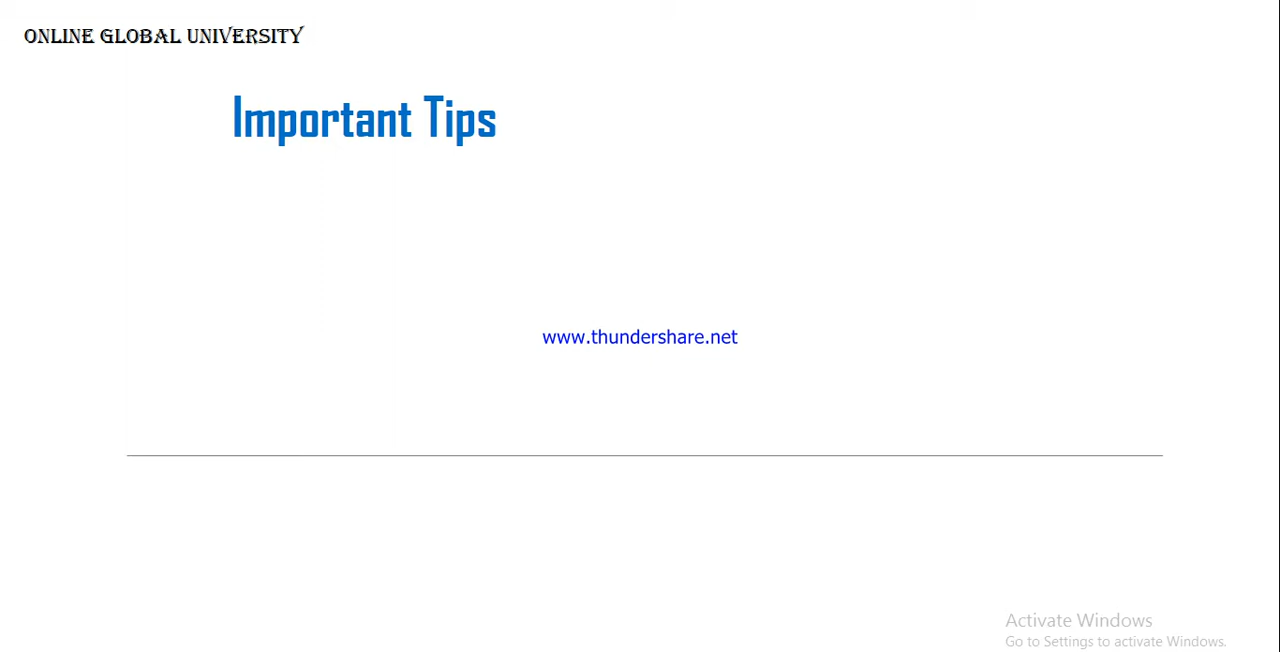 ONLINE GLOBAL UNIVERSITY
Important Tips
www.thundershare.net
Activate Windows
Go to Settings to activate Windows.